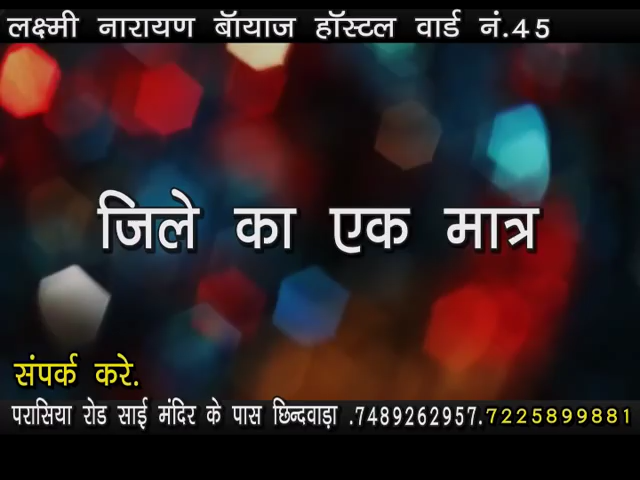 लक्ष्मी नारायण बॅायाज हॉस्टल वार्ड नं.45
जिले का एक मात्र
संपर्क करे.
परासिया रोड साई मंदिर के पास छिन्दवाड़ा .7489262957.7225899881